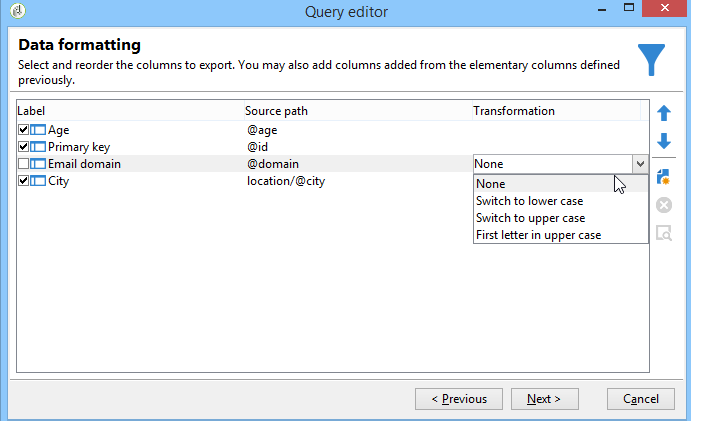 Query editor
Data formatting
Select and reorder the columns to export. You may also add columns added from the elementary columns defined
previously.
Label Source path Transformation
Age @age
Primary key @id
Email domain @domain None
City location/@city
None
Switch to lower case
Switch to upper case
First letter in upper case
< Previous Next > Cancel